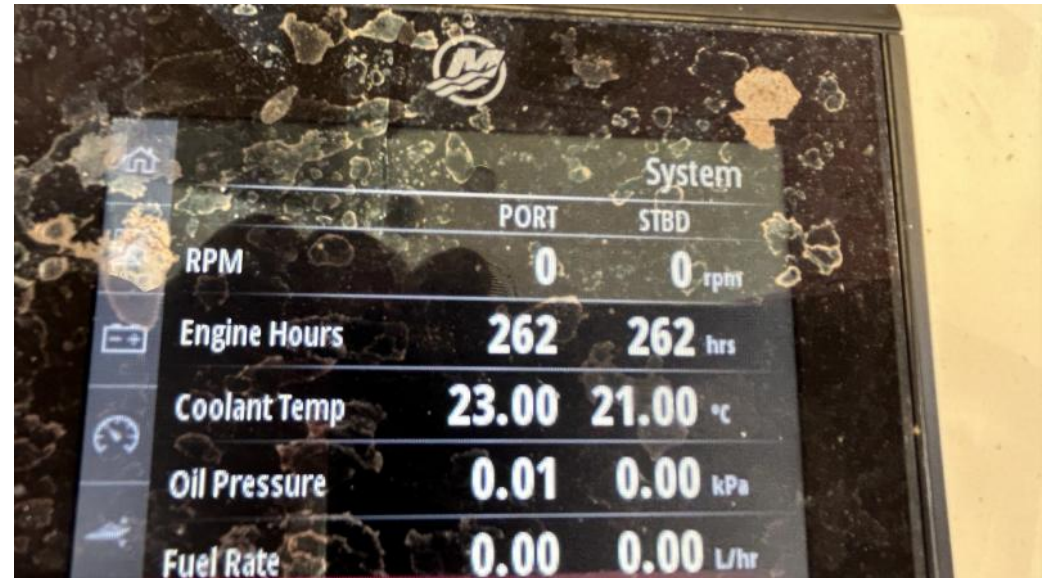 System
PORT STBD
RPM 0 0 rpm
Engine Hours 262 262 hrs
Coolant Temp 23.00 21.00 °C
Oil Pressure 0.01 0.00 kPa
Fuel Rate 0.00 0.00 L/hr